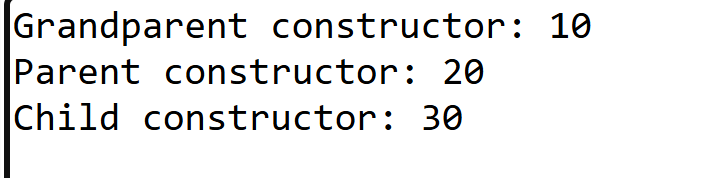 Grandparent constructor: 10
Parent constructor: 20
Child constructor: 30